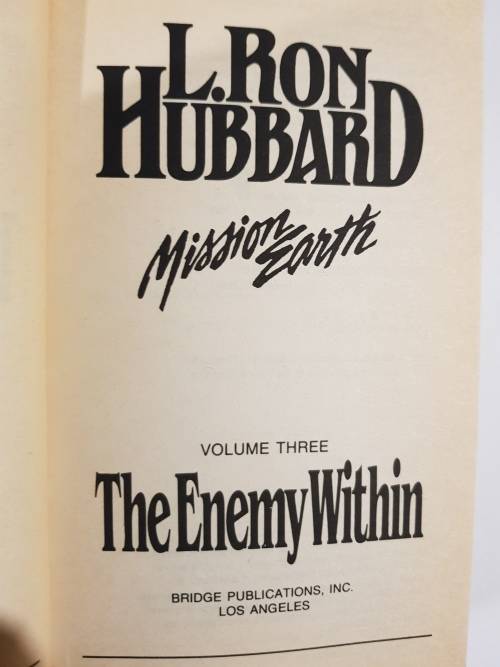 L. RON
HUBBARD
Mission
Earth
VOLUME THREE
The Enemy Within
BRIDGE PUBLICATIONS, INC.
LOS ANGELES